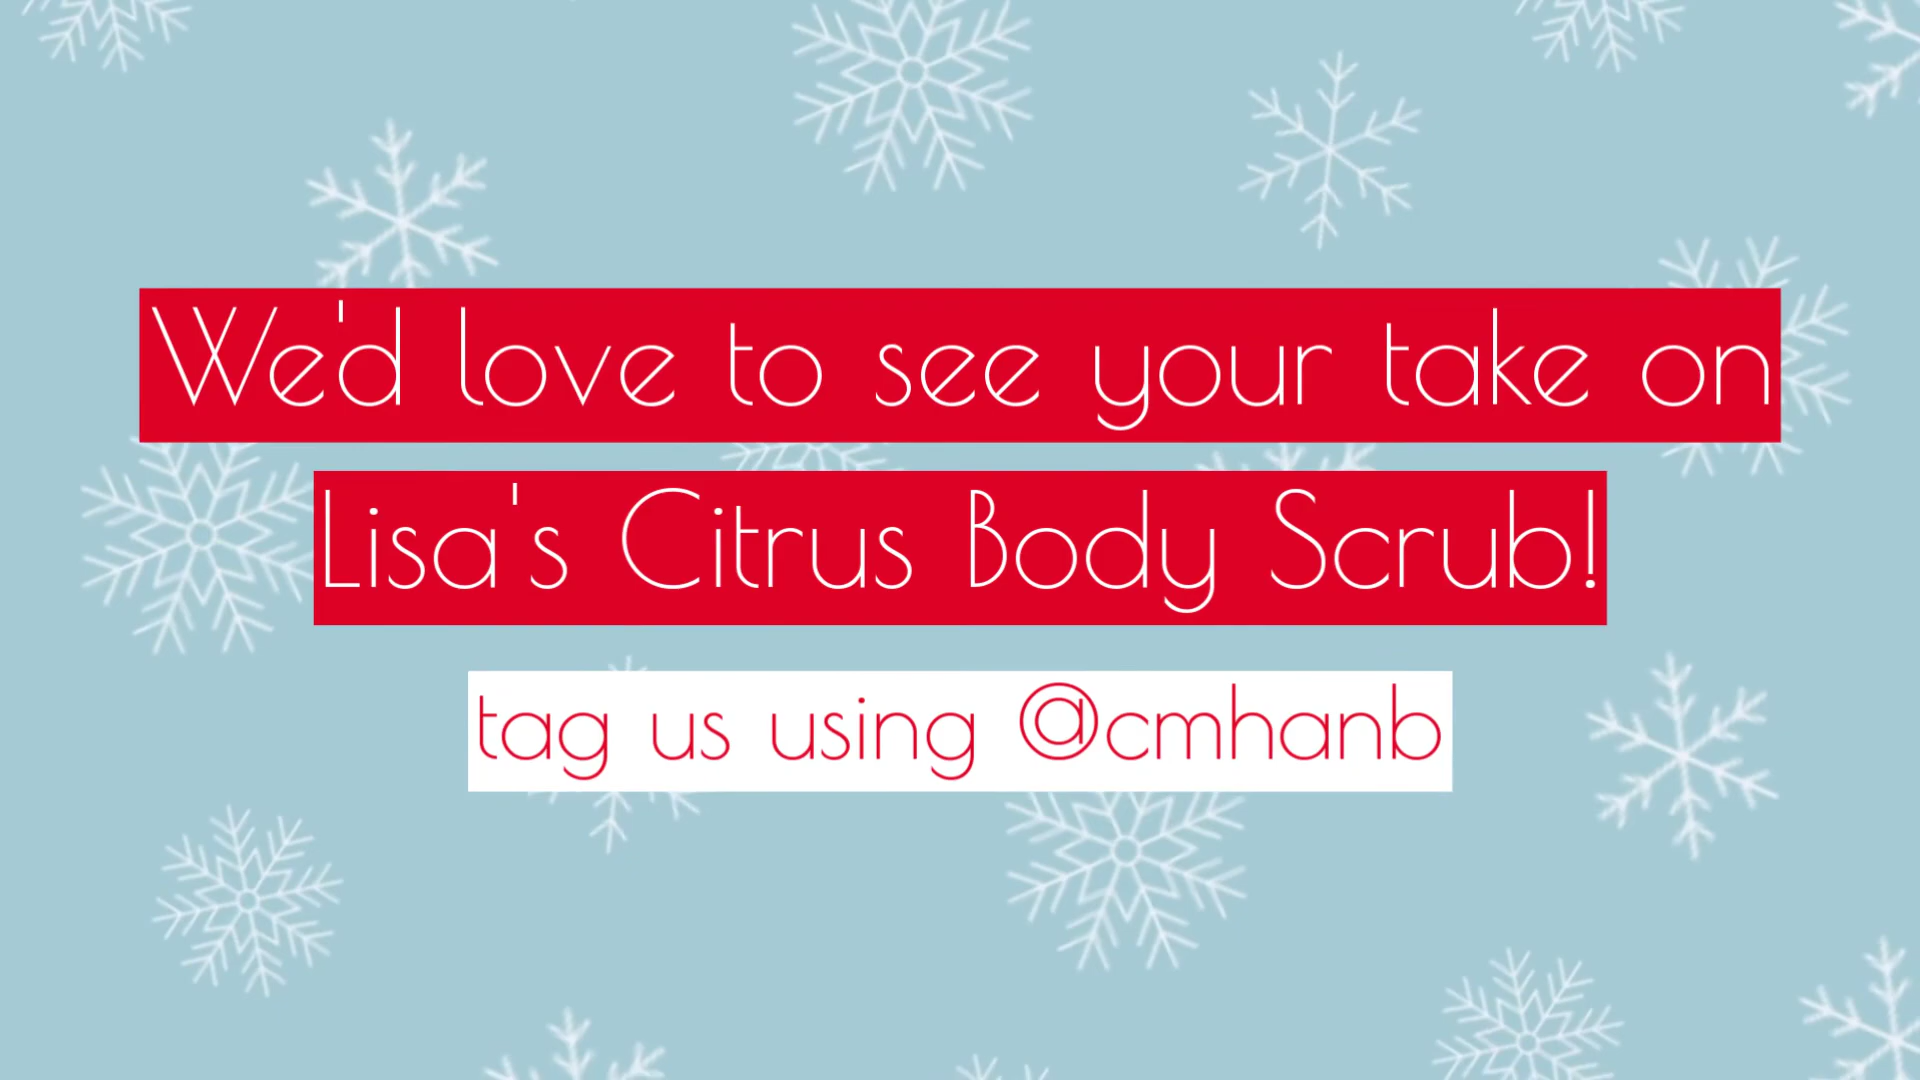 We'd love to see your take on
Lisa's Citrus Body Scrub!
tag us using @cmhanb